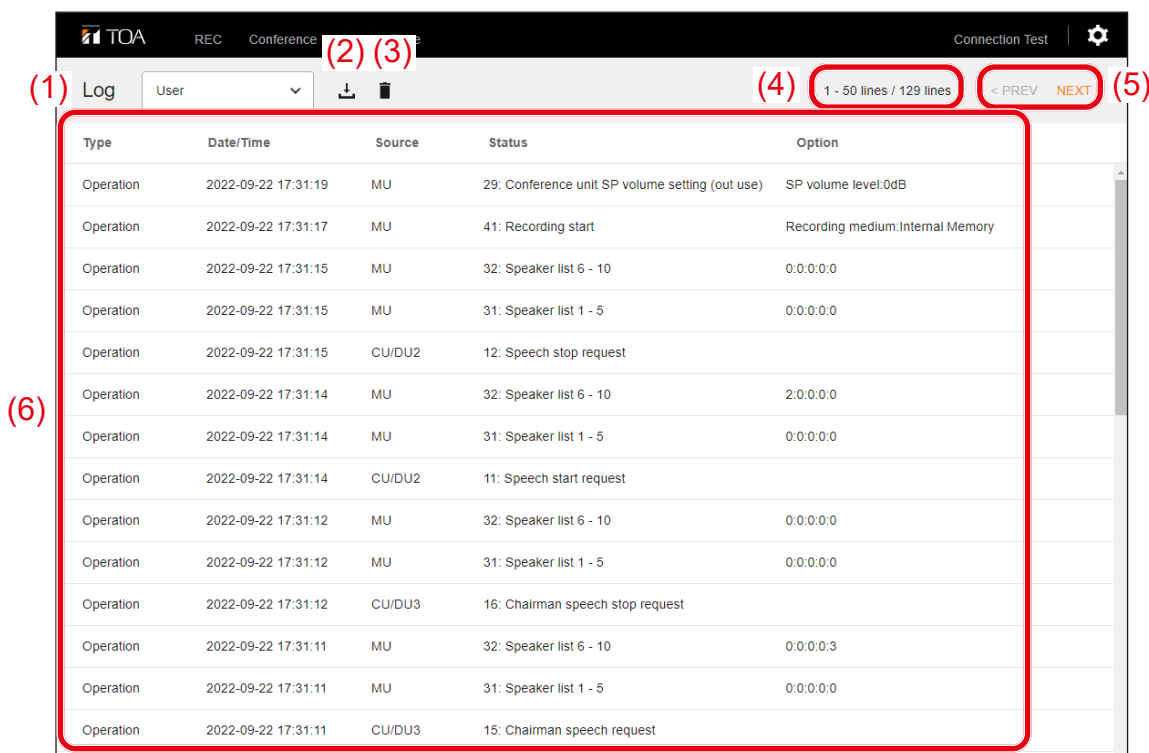 TOA REC Conference e Connection Test
(2) (3)
(1) Log User (4) 1 - 50 lines / 129 lines < PREV NEXT (5)
Type Date/Time Source Status Option
Operation 2022-09-22 17:31:19 MU 29: Conference unit SP volume setting (out use) SP volume level:0dB
Operation 2022-09-22 17:31:17 MU 41: Recording start Recording medium:Internal Memory
Operation 2022-09-22 17:31:15 MU 32: Speaker list 6 - 10 0:0:0:0:0
Operation 2022-09-22 17:31:15 MU 31: Speaker list 1 - 5 0:0:0:0:0
Operation 2022-09-22 17:31:15 CU/DU2 12: Speech stop request
(6)
Operation 2022-09-22 17:31:14 MU 32: Speaker list 6 - 10 2:0:0:0:0
Operation 2022-09-22 17:31:14 MU 31: Speaker list 1 - 5 0:0:0:0:0
Operation 2022-09-22 17:31:14 CU/DU2 11: Speech start request
Operation 2022-09-22 17:31:12 MU 32: Speaker list 6 - 10 0:0:0:0:0
Operation 2022-09-22 17:31:12 MU 31: Speaker list 1 - 5 0:0:0:0:0
Operation 2022-09-22 17:31:12 CU/DU3 16: Chairman speech stop request
Operation 2022-09-22 17:31:11 MU 32: Speaker list 6 - 10 0:0:0:0:3
Operation 2022-09-22 17:31:11 MU 31: Speaker list 1 - 5 0:0:0:0:0
Operation 2022-09-22 17:31:11 CU/DU3 15: Chairman speech request